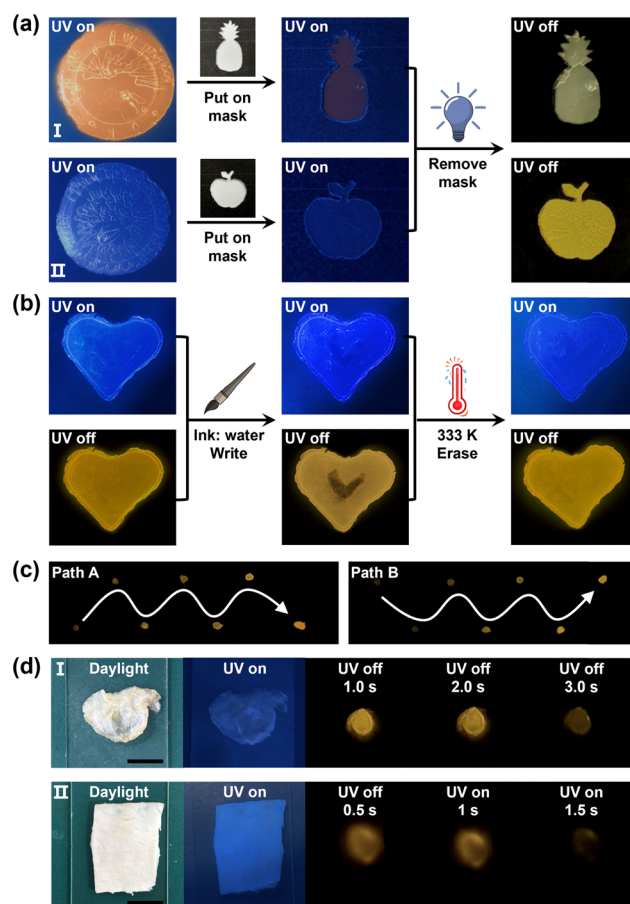 (a)
UV on
I
Put on
mask
UV on
UV off
Remove
mask
UV on
II
Put on
mask
UV on
UV off
(b)
UV on
UV on
UV on
Ink: water
Write
333 K
Erase
UV off
UV off
UV off
(c)
Path A
Path B
(d)
I
Daylight
UV on
UV off
1.0 s
UV off
2.0 s
UV off
3.0 s
II
Daylight
UV on
UV off
0.5 s
UV on
1 s
UV on
1.5 s